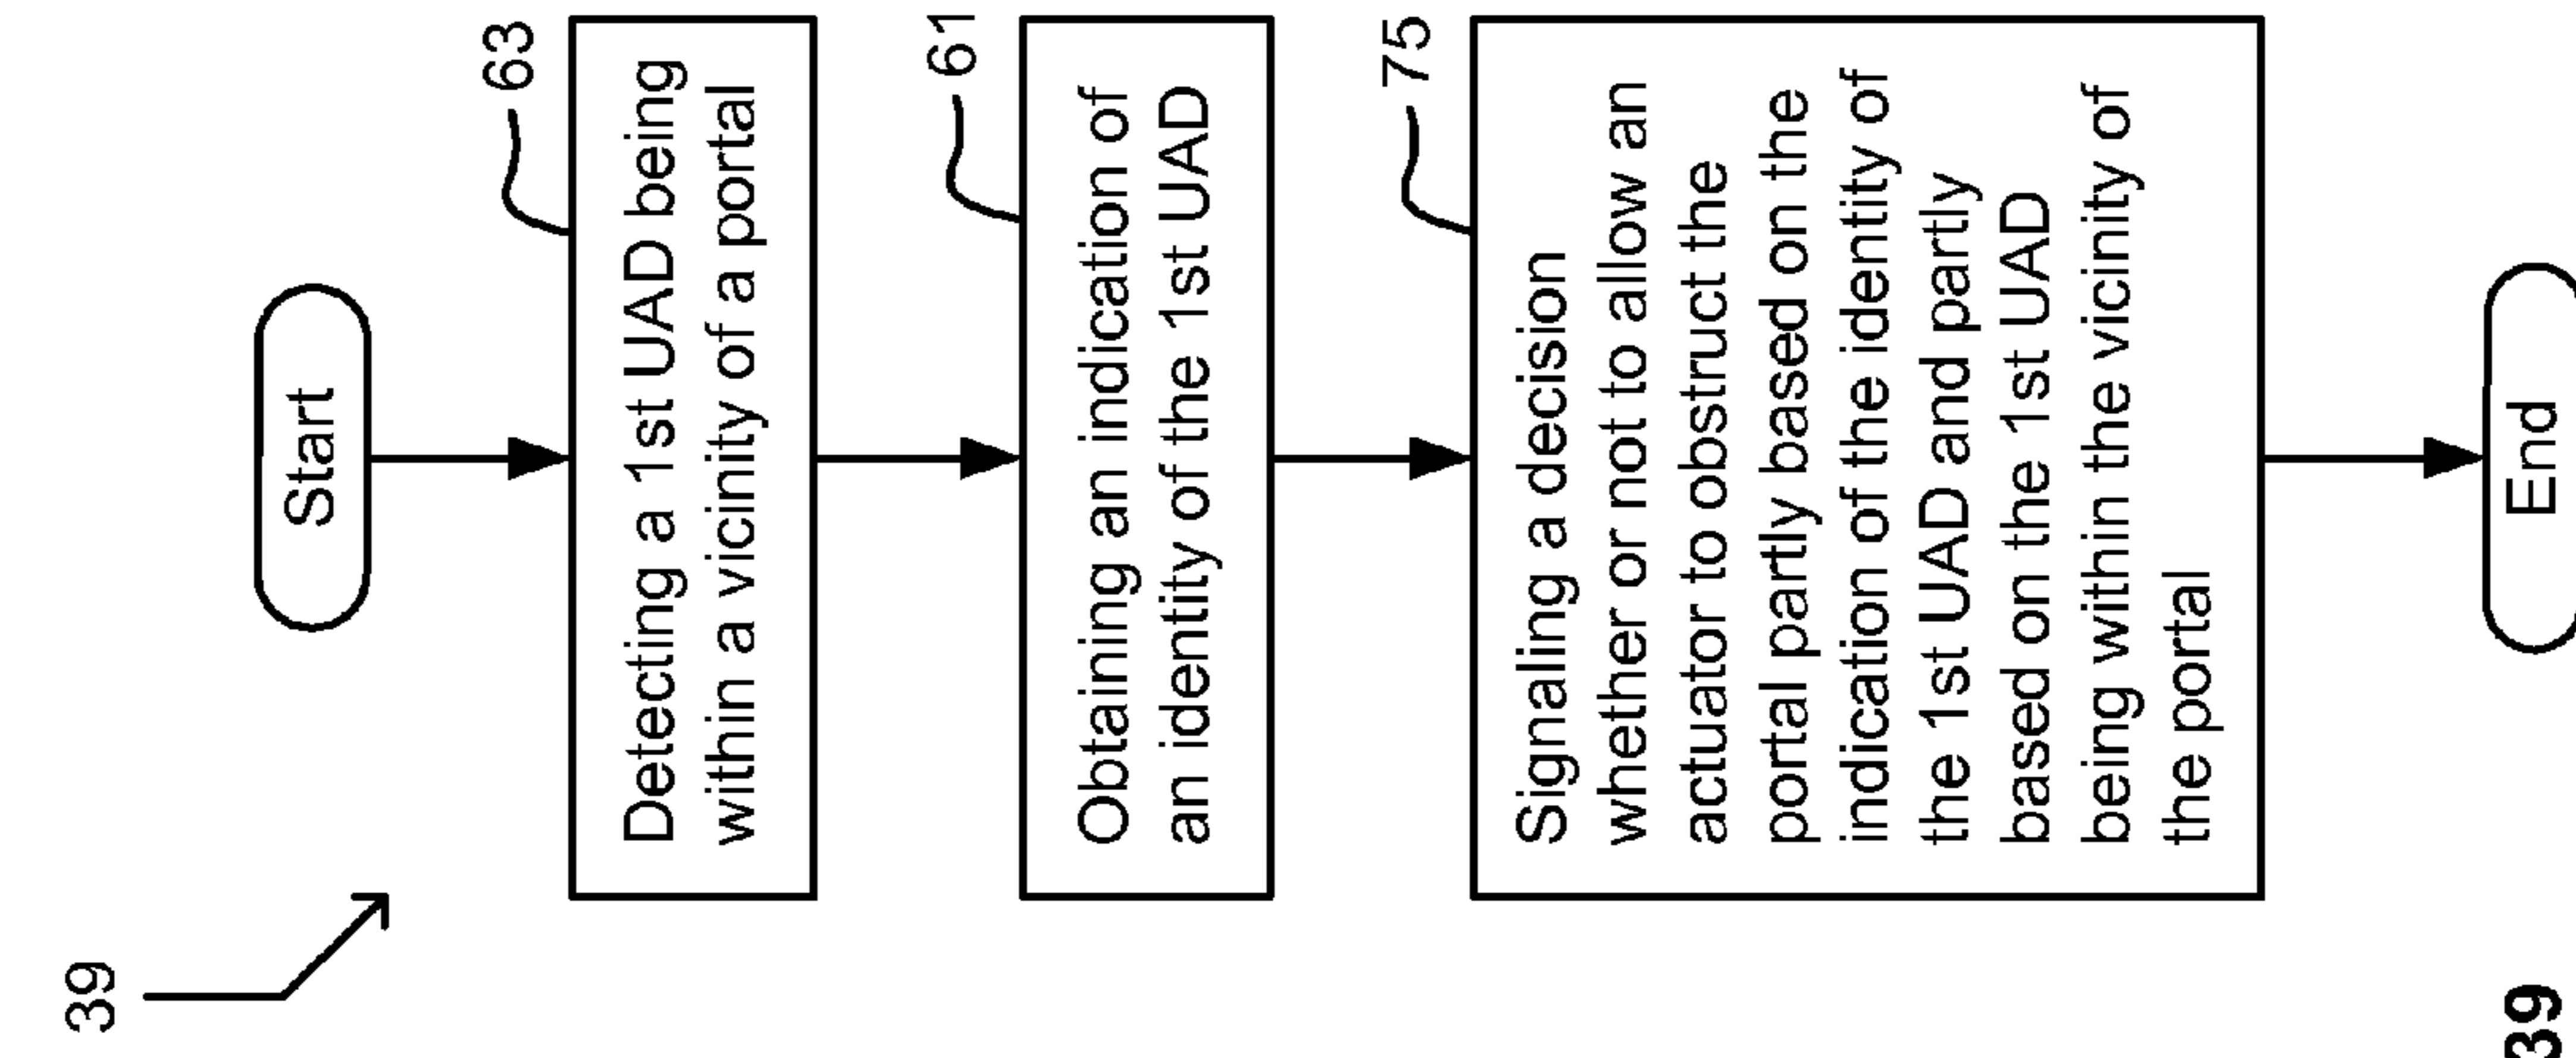 39
Start
63
Detecting a 1st UAD being
within a vicinity of a portal
61
Obtaining an indication of
an identity of the 1st UAD
75
Signaling a decision
whether or not to allow an
actuator to obstruct the
portal partly based on the
indication of the identity of
the 1st UAD and partly
based on the 1st UAD
being within the vicinity of
the portal
End
39